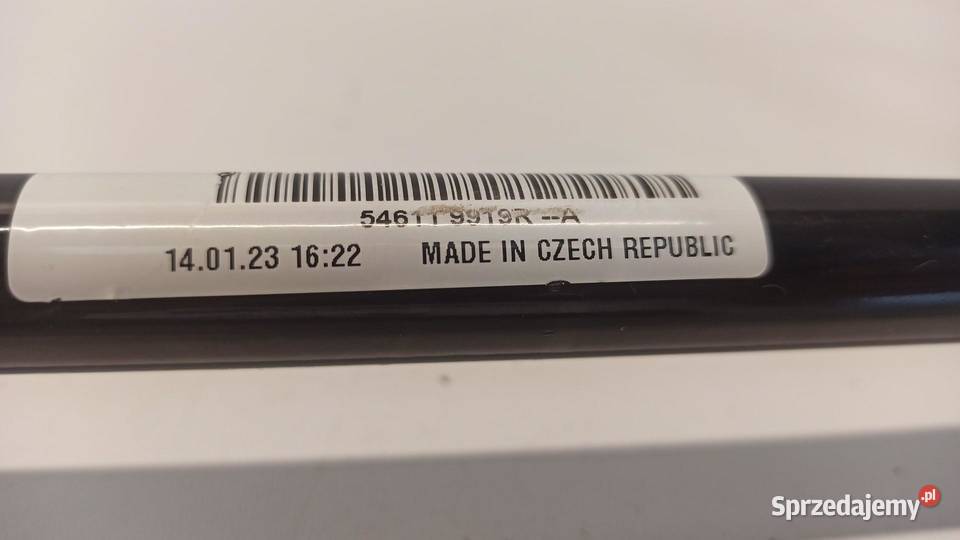 54611 9919R --A
14.01.23 16:22 MADE IN CZECH REPUBLIC
Sprzedajemy.pl